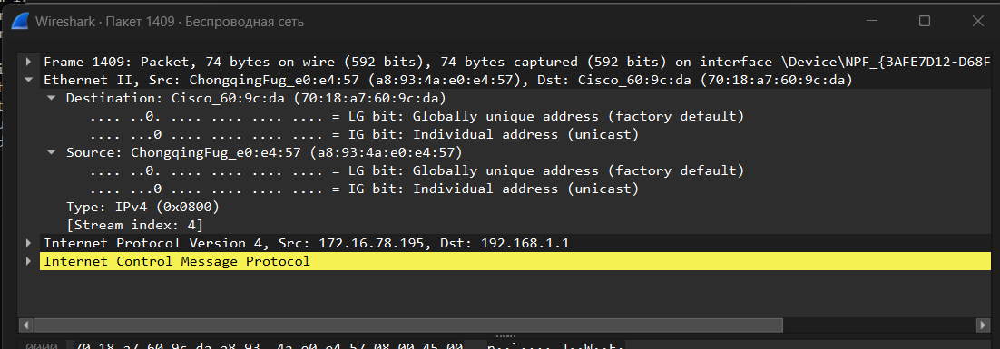 Wireshark · Пакет 1409 · Беспроводная сеть
Frame 1409: Packet, 74 bytes on wire (592 bits), 74 bytes captured (592 bits) on interface \Device\NPF_{3AFE7D12-D68F
Ethernet II, Src: ChongqingFug_e0:e4:57 (a8:93:4a:e0:e4:57), Dst: Cisco_60:9c:da (70:18:a7:60:9c:da)
Destination: Cisco_60:9c:da (70:18:a7:60:9c:da)
.... ..0. .... .... .... .... = LG bit: Globally unique address (factory default)
.... ...0 .... .... .... .... = IG bit: Individual address (unicast)
Source: ChongqingFug_e0:e4:57 (a8:93:4a:e0:e4:57)
.... ..0. .... .... .... .... = LG bit: Globally unique address (factory default)
.... ...0 .... .... .... .... = IG bit: Individual address (unicast)
Type: IPv4 (0x0800)
[Stream index: 4]
Internet Protocol Version 4, Src: 172.16.78.195, Dst: 192.168.1.1
Internet Control Message Protocol
0000 70 18 a7 60 9c da a8 93 4a e0 e4 57 08 00 45 00